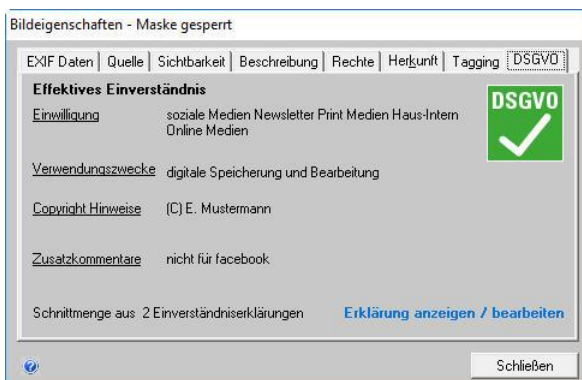 Bildeigenschaften - Maske gesperrt
EXIF Daten Quelle Sichtbarkeit Beschreibung Rechte Herkunft Tagging DSGVO
Effektives Einverständnis
DSGVO
Einwilligung soziale Medien Newsletter Print Medien Haus-Intern
Online Medien
Verwendungszwecke digitale Speicherung und Bearbeitung
Copyright Hinweise (C) E. Mustermann
Zusatzkommentare nicht für facebook
Schnittmenge aus 2 Einverständniserklärungen Erklärung anzeigen / bearbeiten
? Schließen